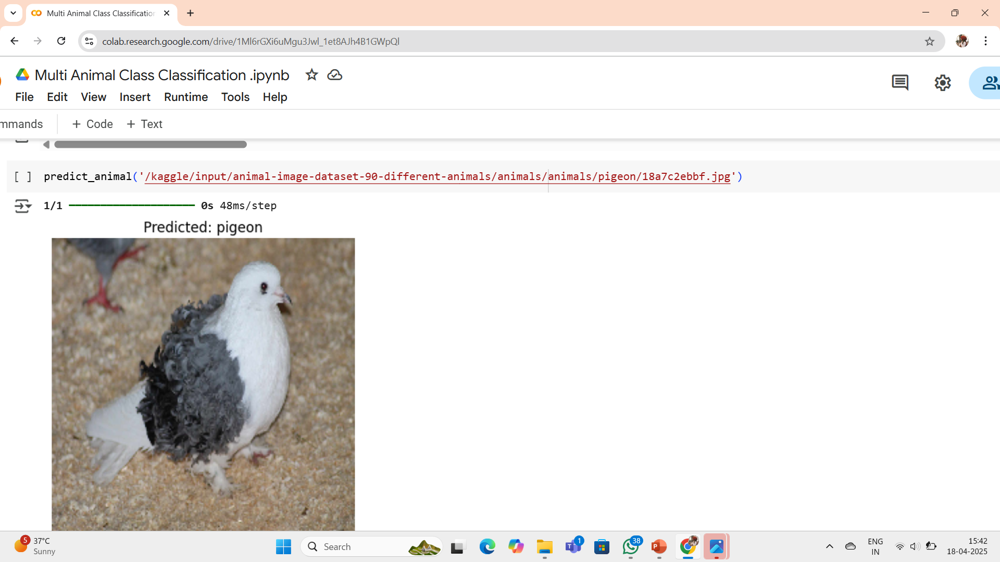 Multi Animal Class Classification
colab.research.google.com/drive/1Ml6rGXi6uMgu3Jwl_1et8AJh4B1GWpQl
Multi Animal Class Classification .ipynb
File Edit View Insert Runtime Tools Help
mmands + Code + Text
[ ] predict_animal('/kaggle/input/animal-image-dataset-90-different-animals/animals/animals/pigeon/18a7c2ebbf.jpg')
1/1 0s 48ms/step
Predicted: pigeon
5 37°C
Sunny
Search
1
38
ENG
IN
15:42
18-04-2025